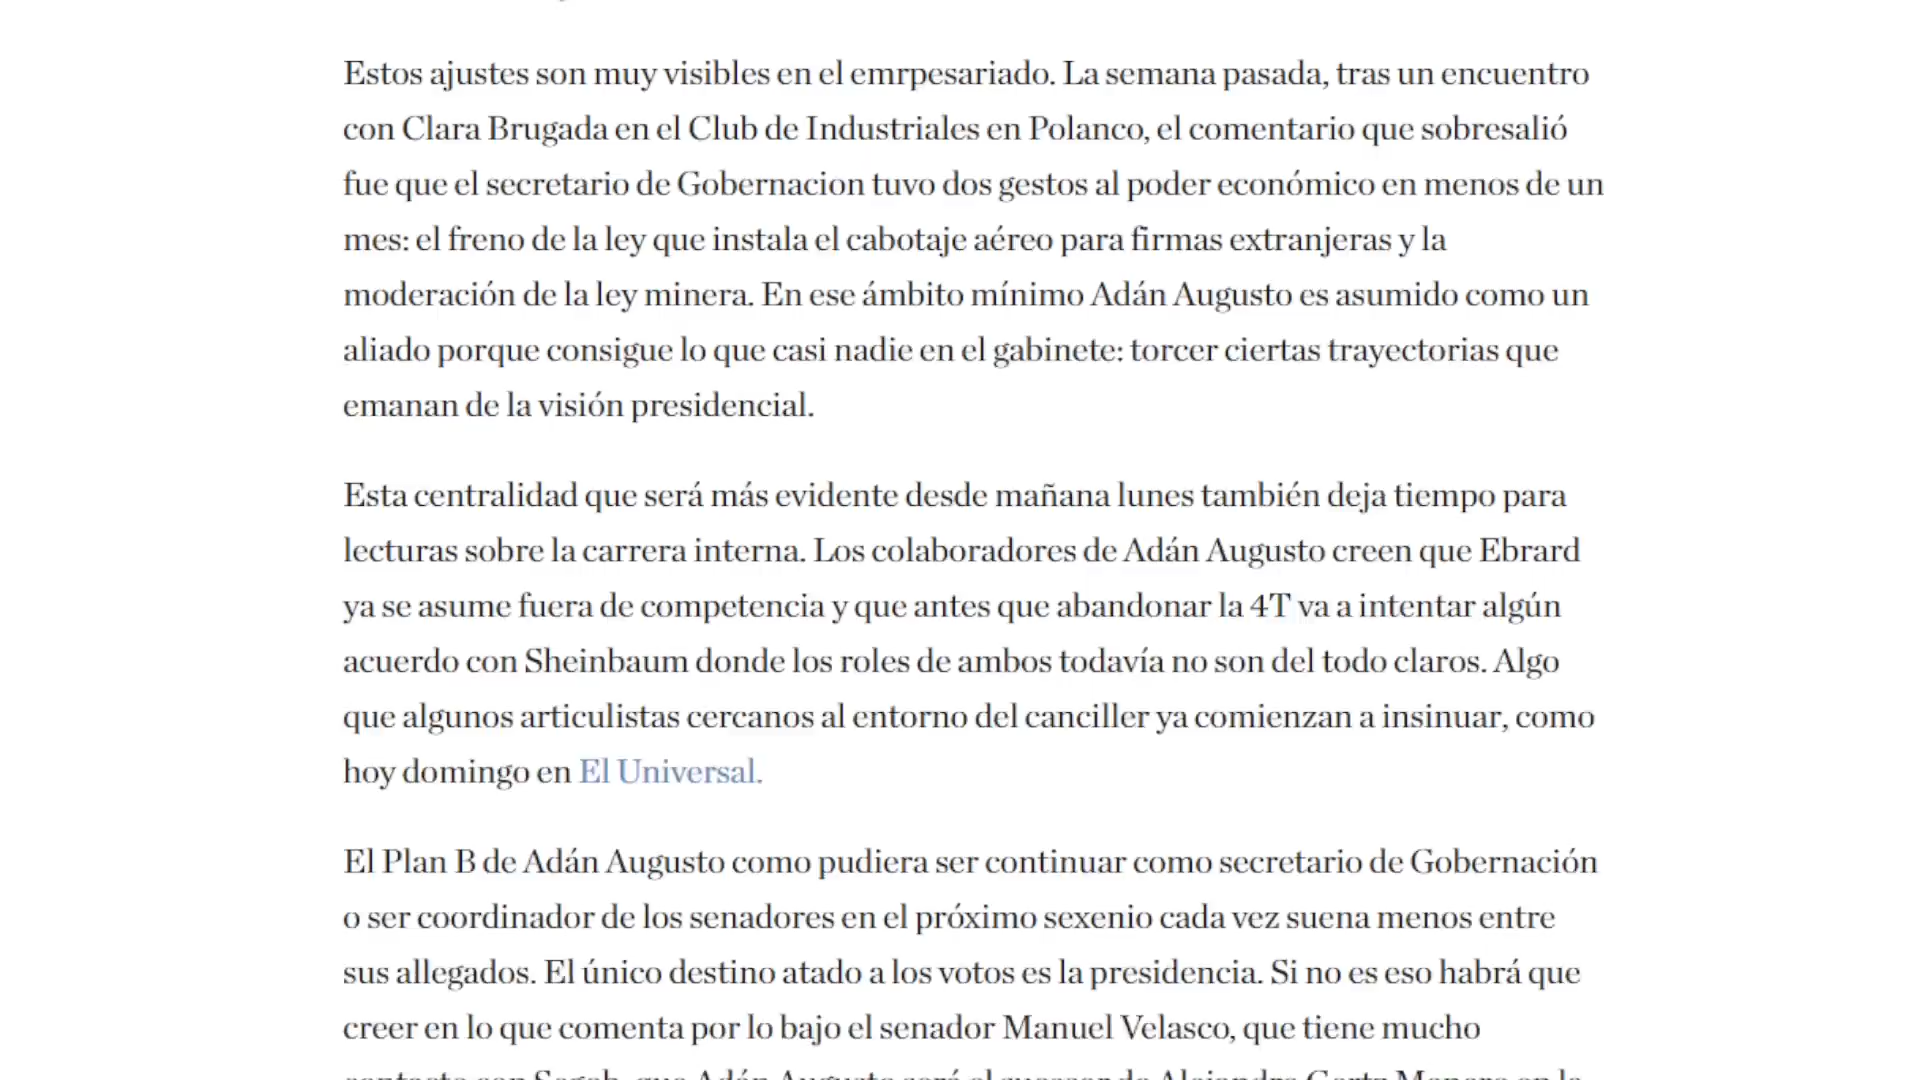 Estos ajustes son muy visibles en el emrpesariado. La semana pasada, tras un encuentro
con Clara Brugada en el Club de Industriales en Polanco, el comentario que sobresalió
fue que el secretario de Gobernacion tuvo dos gestos al poder económico en menos de un
mes: el freno de la ley que instala el cabotaje aéreo para firmas extranjeras y la
moderación de la ley minera. En ese ámbito mínimo Adán Augusto es asumido como un
aliado porque consigue lo que casi nadie en el gabinete: torcer ciertas trayectorias que
emanan de la visión presidencial.
Esta centralidad que será más evidente desde mañana lunes también deja tiempo para
lecturas sobre la carrera interna. Los colaboradores de Adán Augusto creen que Ebrard
ya se asume fuera de competencia y que antes que abandonar la 4T va a intentar algún
acuerdo con Sheinbaum donde los roles de ambos todavía no son del todo claros. Algo
que algunos articulistas cercanos al entorno del canciller ya comienzan a insinuar, como
hoy domingo en El Universal.
El Plan B de Adán Augusto como pudiera ser continuar como secretario de Gobernación
o ser coordinador de los senadores en el próximo sexenio cada vez suena menos entre
sus allegados. El único destino atado a los votos es la presidencia. Si no es eso habrá que
creer en lo que comenta por lo bajo el senador Manuel Velasco, que tiene mucho